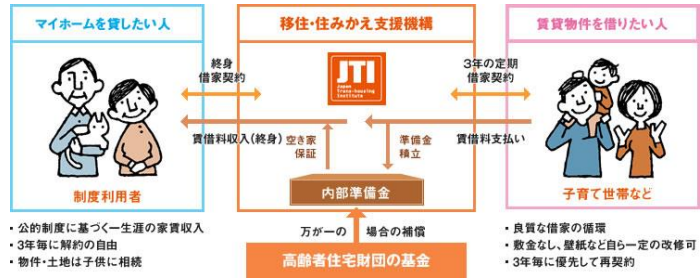 マイホームを貸したい人
移住・住みかえ支援機構
賃貸物件を借りたい人
JTI
Japan
Trans-housing
Institute
終身
借家契約
3年の定期
借家契約
賃借料収入(終身)
空き家
保証
準備金
積立
賃借料支払い
内部準備金
制度利用者
子育て世帯など
・公的制度に基づく一生涯の家賃収入
・3年毎に解約の自由
・物件・土地は子供に相続
万が一の 場合の補償
高齢者住宅財団の基金
・良質な借家の循環
・敷金なし、壁紙など自ら一定の改修可
・3年毎に優先して再契約